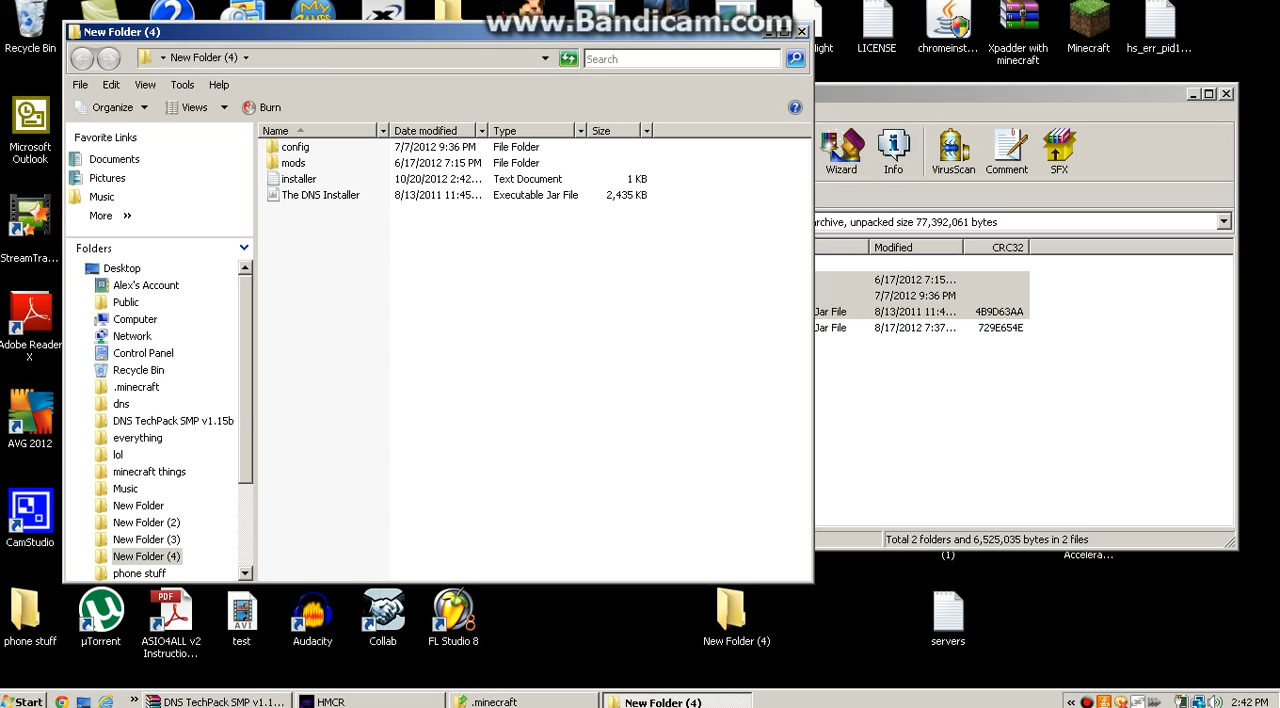 www.Bandicam.com
Recycle Bin
LICENSE
chromeinst...
Xpadder with
minecraft
Minecraft
hs_err_pid1...
New Folder (4)
New Folder (4)
Search
File Edit View Tools Help
Organize Views Burn
Favorite Links
Documents
Pictures
Music
More »
Folders
Desktop
Alex's Account
Public
Computer
Network
Control Panel
Recycle Bin
.minecraft
dns
DNS TechPack SMP v1.15b
everything
lol
minecraft things
Music
New Folder
New Folder (2)
New Folder (3)
New Folder (4)
phone stuff
Name Date modified Type Size
config 7/7/2012 9:36 PM File Folder
mods 6/17/2012 7:15 PM File Folder
installer 10/20/2012 2:42... Text Document 1 KB
The DNS Installer 8/13/2011 11:45... Executable Jar File 2,435 KB
Wizard Info VirusScan Comment SFX
archive, unpacked size 77,392,061 bytes
Modified CRC32
6/17/2012 7:15...
7/7/2012 9:36 PM
Jar File 8/13/2011 11:4... 4B9D63AA
Jar File 8/17/2012 7:37... 729E654E
Total 2 folders and 6,525,035 bytes in 2 files
(1)
Accelera...
Microsoft
Outlook
StreamTra...
Adobe Reader
X
AVG 2012
CamStudio
phone stuff
µTorrent
ASIO4ALL v2
Instructio...
test
Audacity
Collab
FL Studio 8
New Folder (4)
servers
Start
»
DNS TechPack SMP v1.1...
HMCR
.minecraft
New Folder (4)
«
2:42 PM